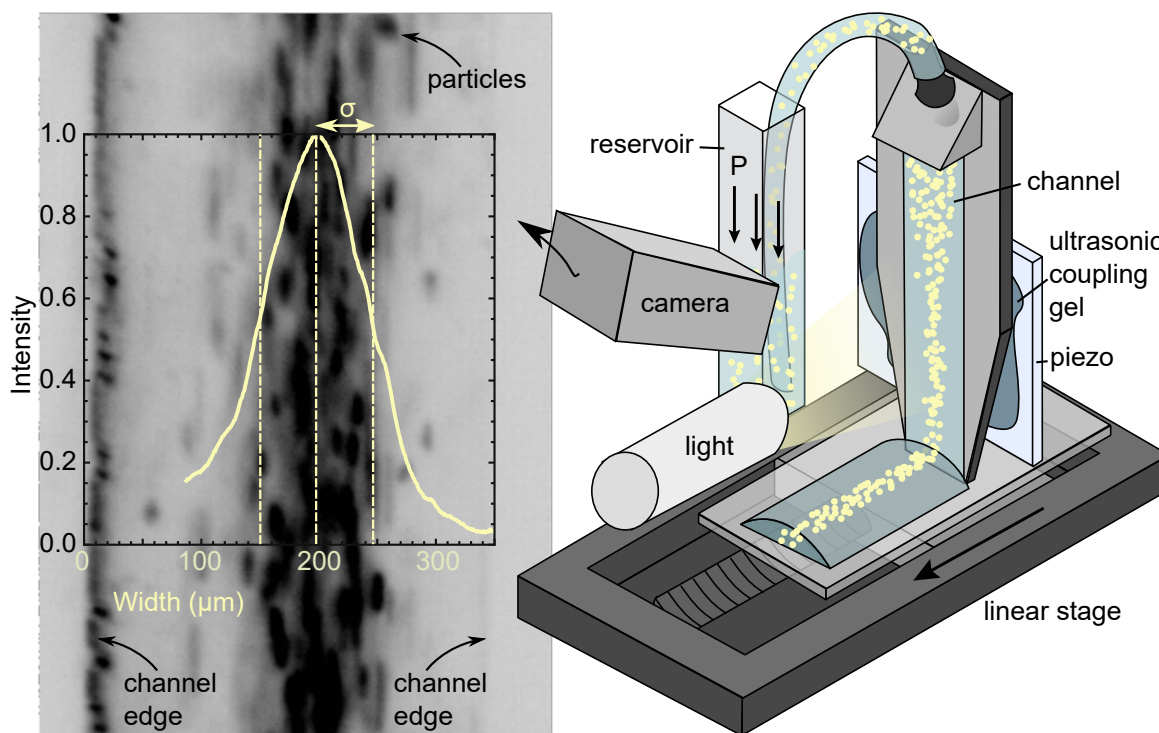 particles
σ
1.0
0.8
0.6
0.4
0.2
0.0
Intensity
0
100
200
300
Width (µm)
channel
edge
channel
edge
reservoir
P
camera
light
channel
ultrasonic
coupling
gel
piezo
linear stage